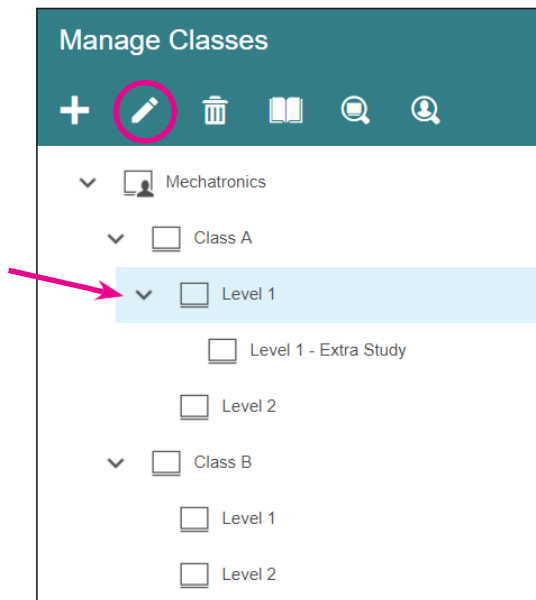 Manage Classes
Mechatronics
Class A
Level 1
Level 1 - Extra Study
Level 2
Class B
Level 1
Level 2